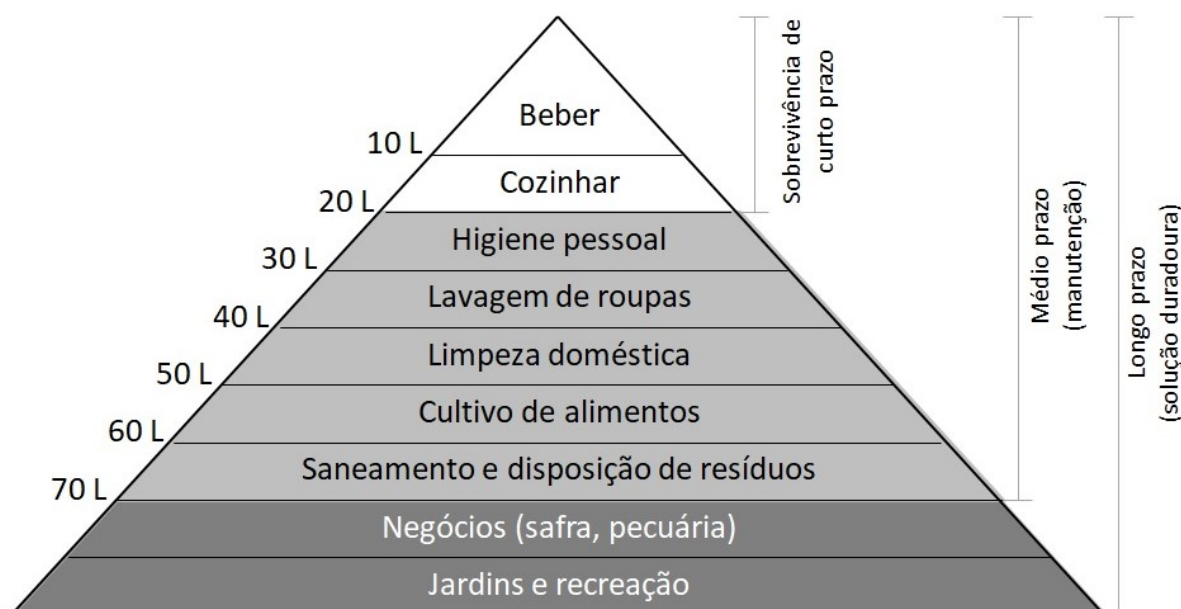 Beber
10 L
Cozinhar
20 L
Higiene pessoal
30 L
Lavagem de roupas
40 L
Limpeza doméstica
50 L
Cultivo de alimentos
60 L
Saneamento e disposição de resíduos
70 L
Negócios (safra, pecuária)
Jardins e recreação
Sobrevivência de
curto prazo
Médio prazo
(manutenção)
Longo prazo
(solução duradoura)